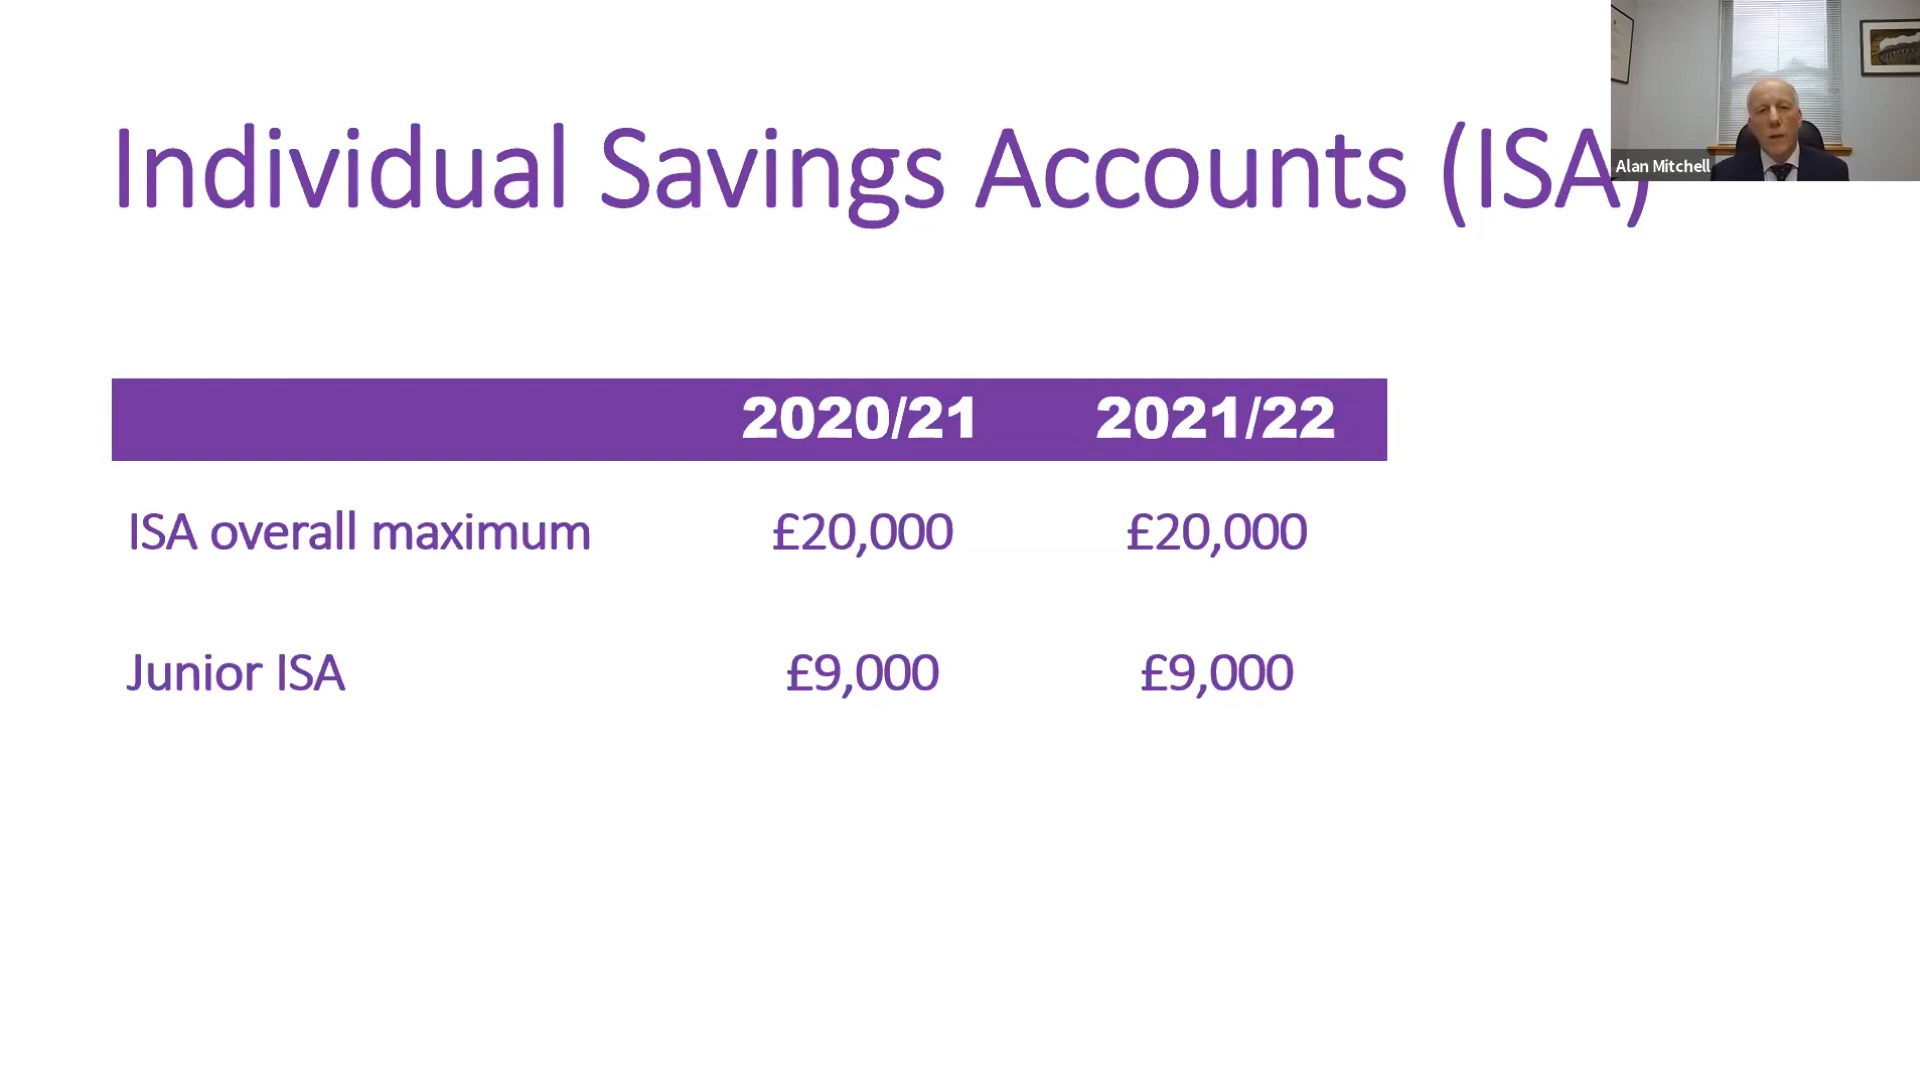 Individual Savings Accounts (ISA)
Alan Mitchell
2020/21 2021/22
ISA overall maximum £20,000 £20,000
Junior ISA £9,000 £9,000